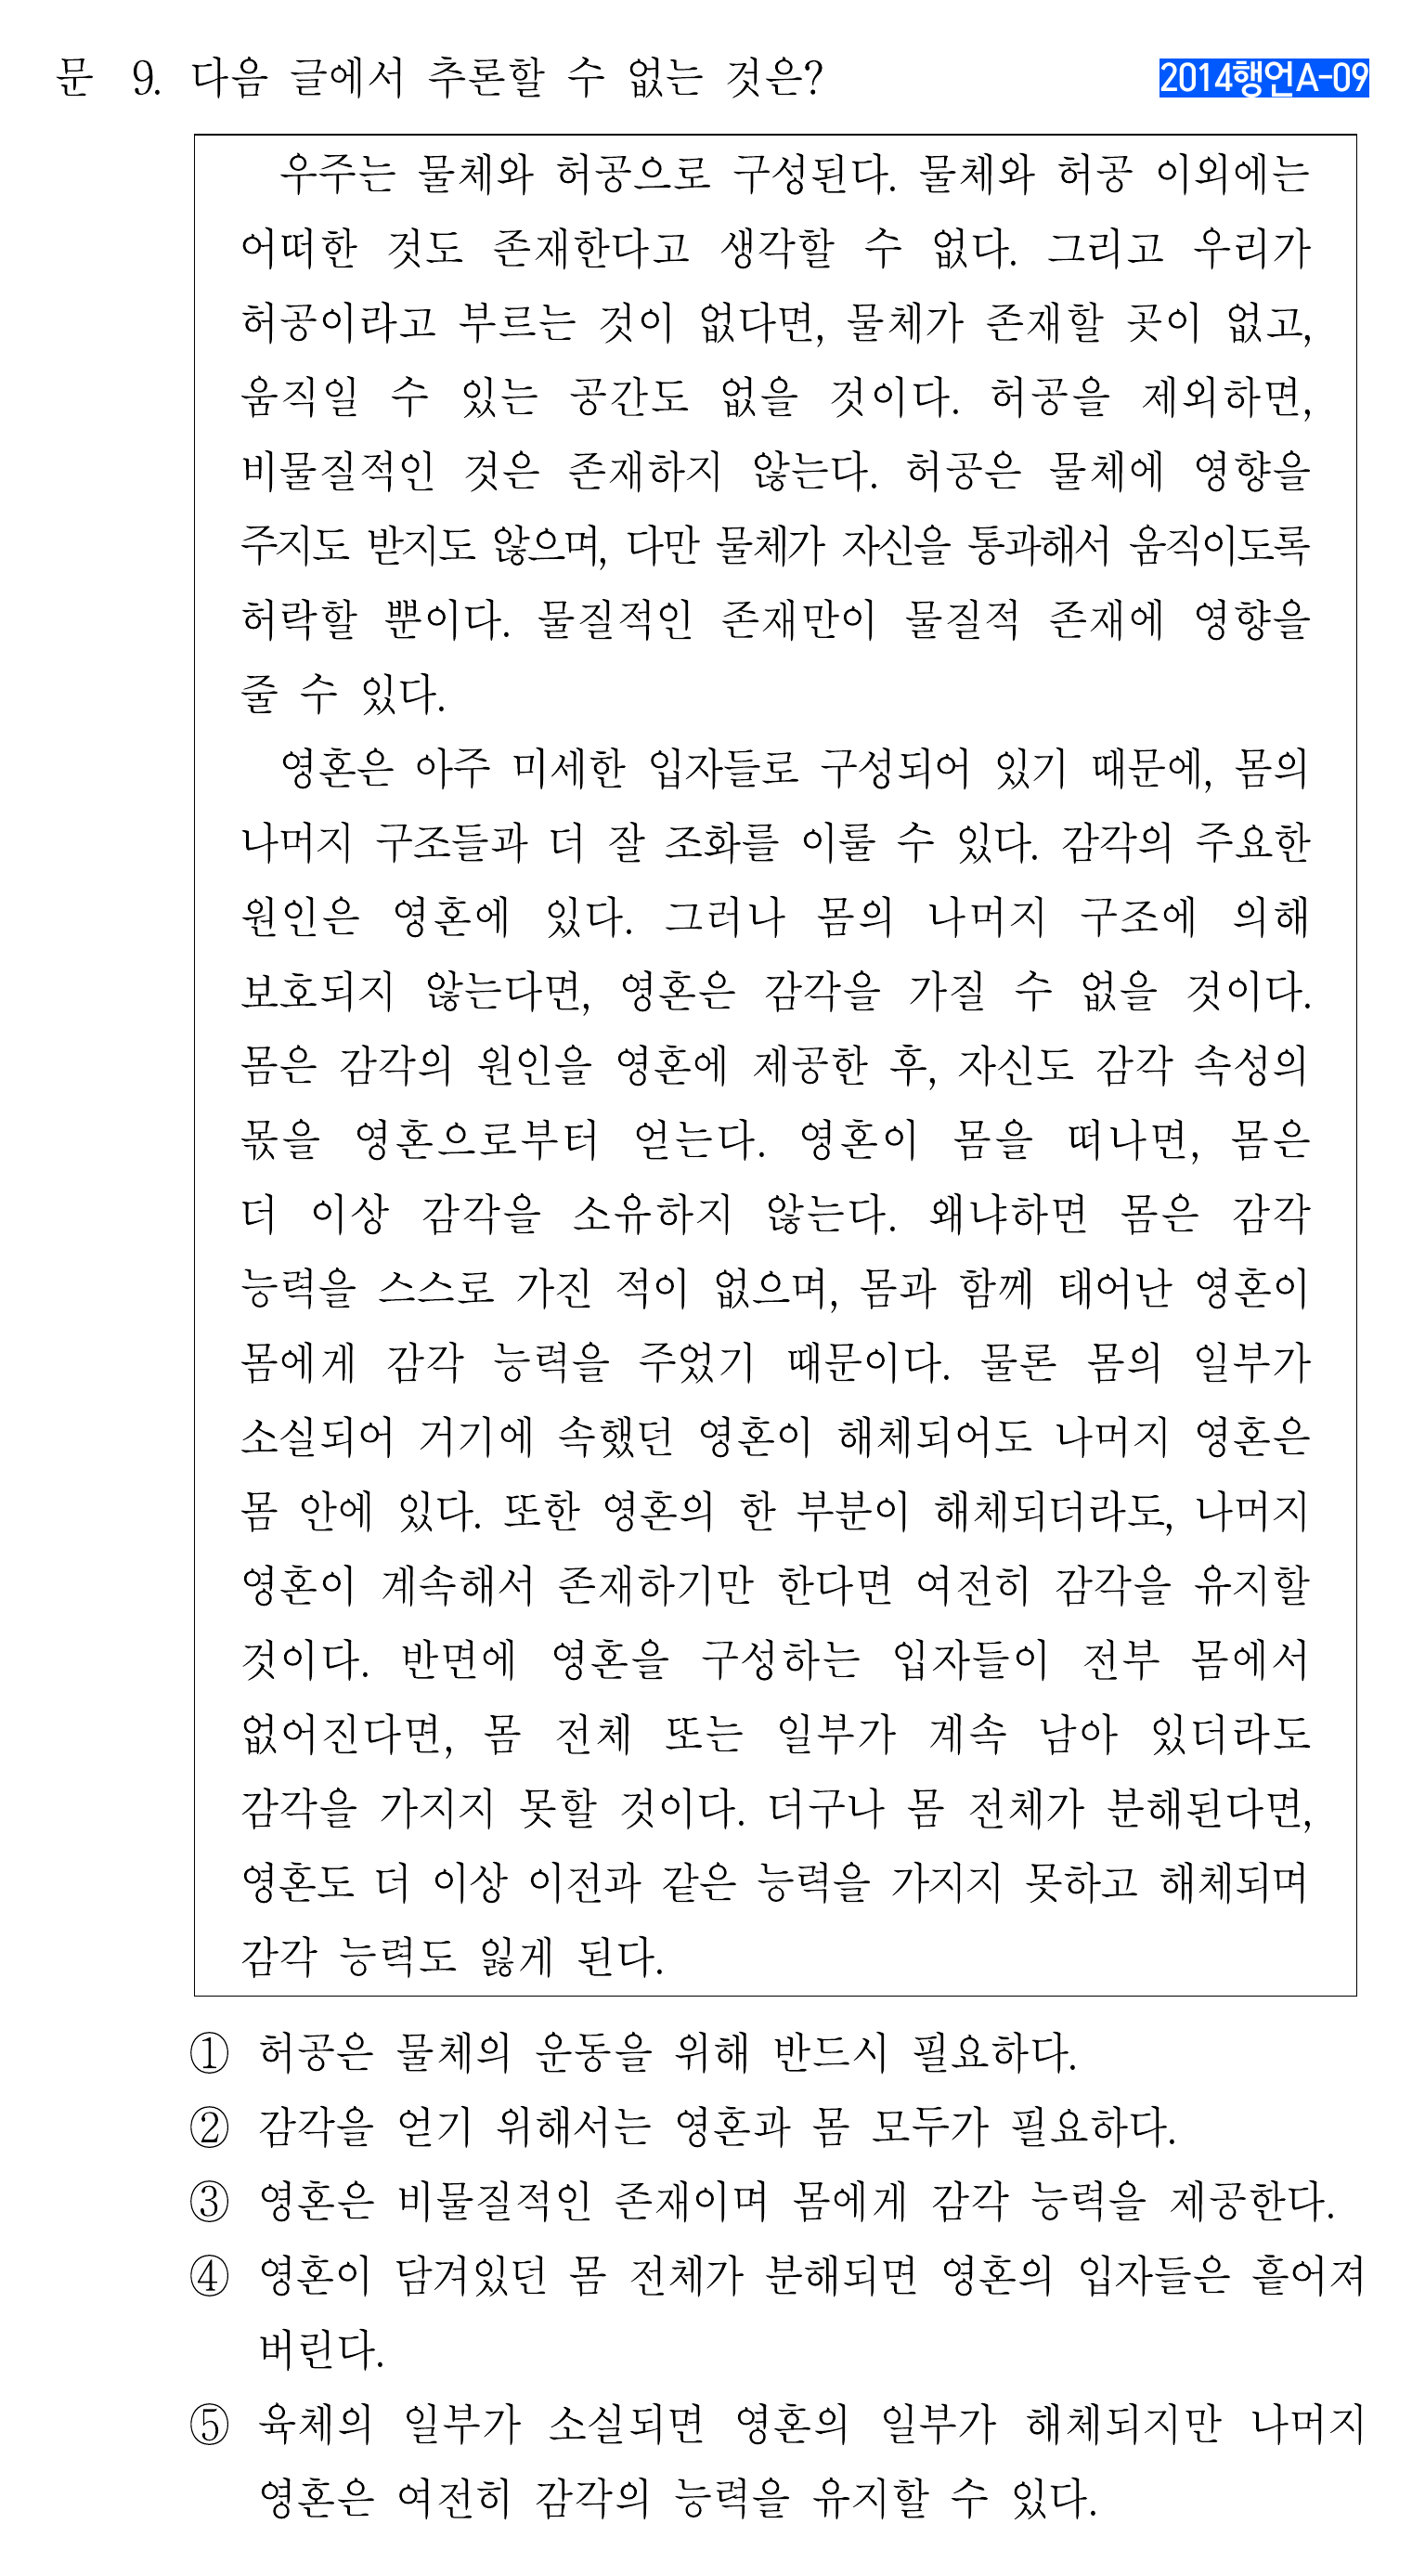 문 9. 다음 글에서 추론할 수 없는 것은?
2014행언A-09
우주는 물체와 허공으로 구성된다. 물체와 허공 이외에는
어떠한 것도 존재한다고 생각할 수 없다. 그리고 우리가
허공이라고 부르는 것이 없다면, 물체가 존재할 곳이 없고,
움직일 수 있는 공간도 없을 것이다. 허공을 제외하면,
비물질적인 것은 존재하지 않는다. 허공은 물체에 영향을
주지도 받지도 않으며, 다만 물체가 자신을 통과해서 움직이도록
허락할 뿐이다. 물질적인 존재만이 물질적 존재에 영향을
줄 수 있다.
영혼은 아주 미세한 입자들로 구성되어 있기 때문에, 몸의
나머지 구조들과 더 잘 조화를 이룰 수 있다. 감각의 주요한
원인은 영혼에 있다. 그러나 몸의 나머지 구조에 의해
보호되지 않는다면, 영혼은 감각을 가질 수 없을 것이다.
몸은 감각의 원인을 영혼에 제공한 후, 자신도 감각 속성의
몫을 영혼으로부터 얻는다. 영혼이 몸을 떠나면, 몸은
더 이상 감각을 소유하지 않는다. 왜냐하면 몸은 감각
능력을 스스로 가진 적이 없으며, 몸과 함께 태어난 영혼이
몸에게 감각 능력을 주었기 때문이다. 물론 몸의 일부가
소실되어 거기에 속했던 영혼이 해체되어도 나머지 영혼은
몸 안에 있다. 또한 영혼의 한 부분이 해체되더라도, 나머지
영혼이 계속해서 존재하기만 한다면 여전히 감각을 유지할
것이다. 반면에 영혼을 구성하는 입자들이 전부 몸에서
없어진다면, 몸 전체 또는 일부가 계속 남아 있더라도
감각을 가지지 못할 것이다. 더구나 몸 전체가 분해된다면,
영혼도 더 이상 이전과 같은 능력을 가지지 못하고 해체되며
감각 능력도 잃게 된다.
① 허공은 물체의 운동을 위해 반드시 필요하다.
② 감각을 얻기 위해서는 영혼과 몸 모두가 필요하다.
③ 영혼은 비물질적인 존재이며 몸에게 감각 능력을 제공한다.
④ 영혼이 담겨있던 몸 전체가 분해되면 영혼의 입자들은 흩어져
버린다.
⑤ 육체의 일부가 소실되면 영혼의 일부가 해체되지만 나머지
영혼은 여전히 감각의 능력을 유지할 수 있다.